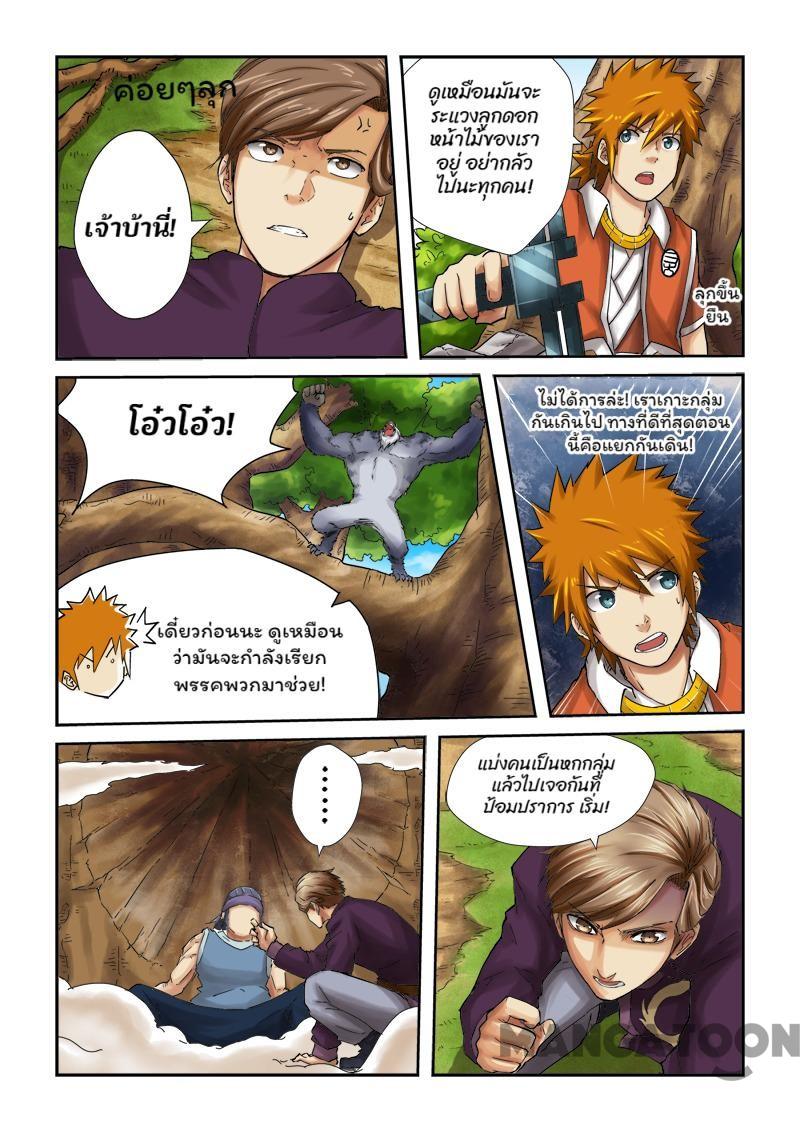 ค่อยๆลุก
เจ้าบ้านี่!
ดูเหมือนมันจะ
ระแวงลูกดอก
หน้าไม้ของเรา
อยู่ อย่ากลัว
ไปนะทุกคน!
ลุกขึ้น
ยืน
โอ๋วโอ๋ว!
เดี๋ยวก่อนนะ ดูเหมือน
ว่ามันจะกำลังเรียก
พรรคพวกมาช่วย!
ไม่ได้การล่ะ! เราเกาะกลุ่ม
กันเกินไป ทางที่ดีที่สุดตอน
นี้คือแยกกันเดิน!
......
แบ่งคนเป็นหกกลุ่ม
แล้วไปเจอกันที่
ป้อมปราการ เริ่ม!
MANGATOON